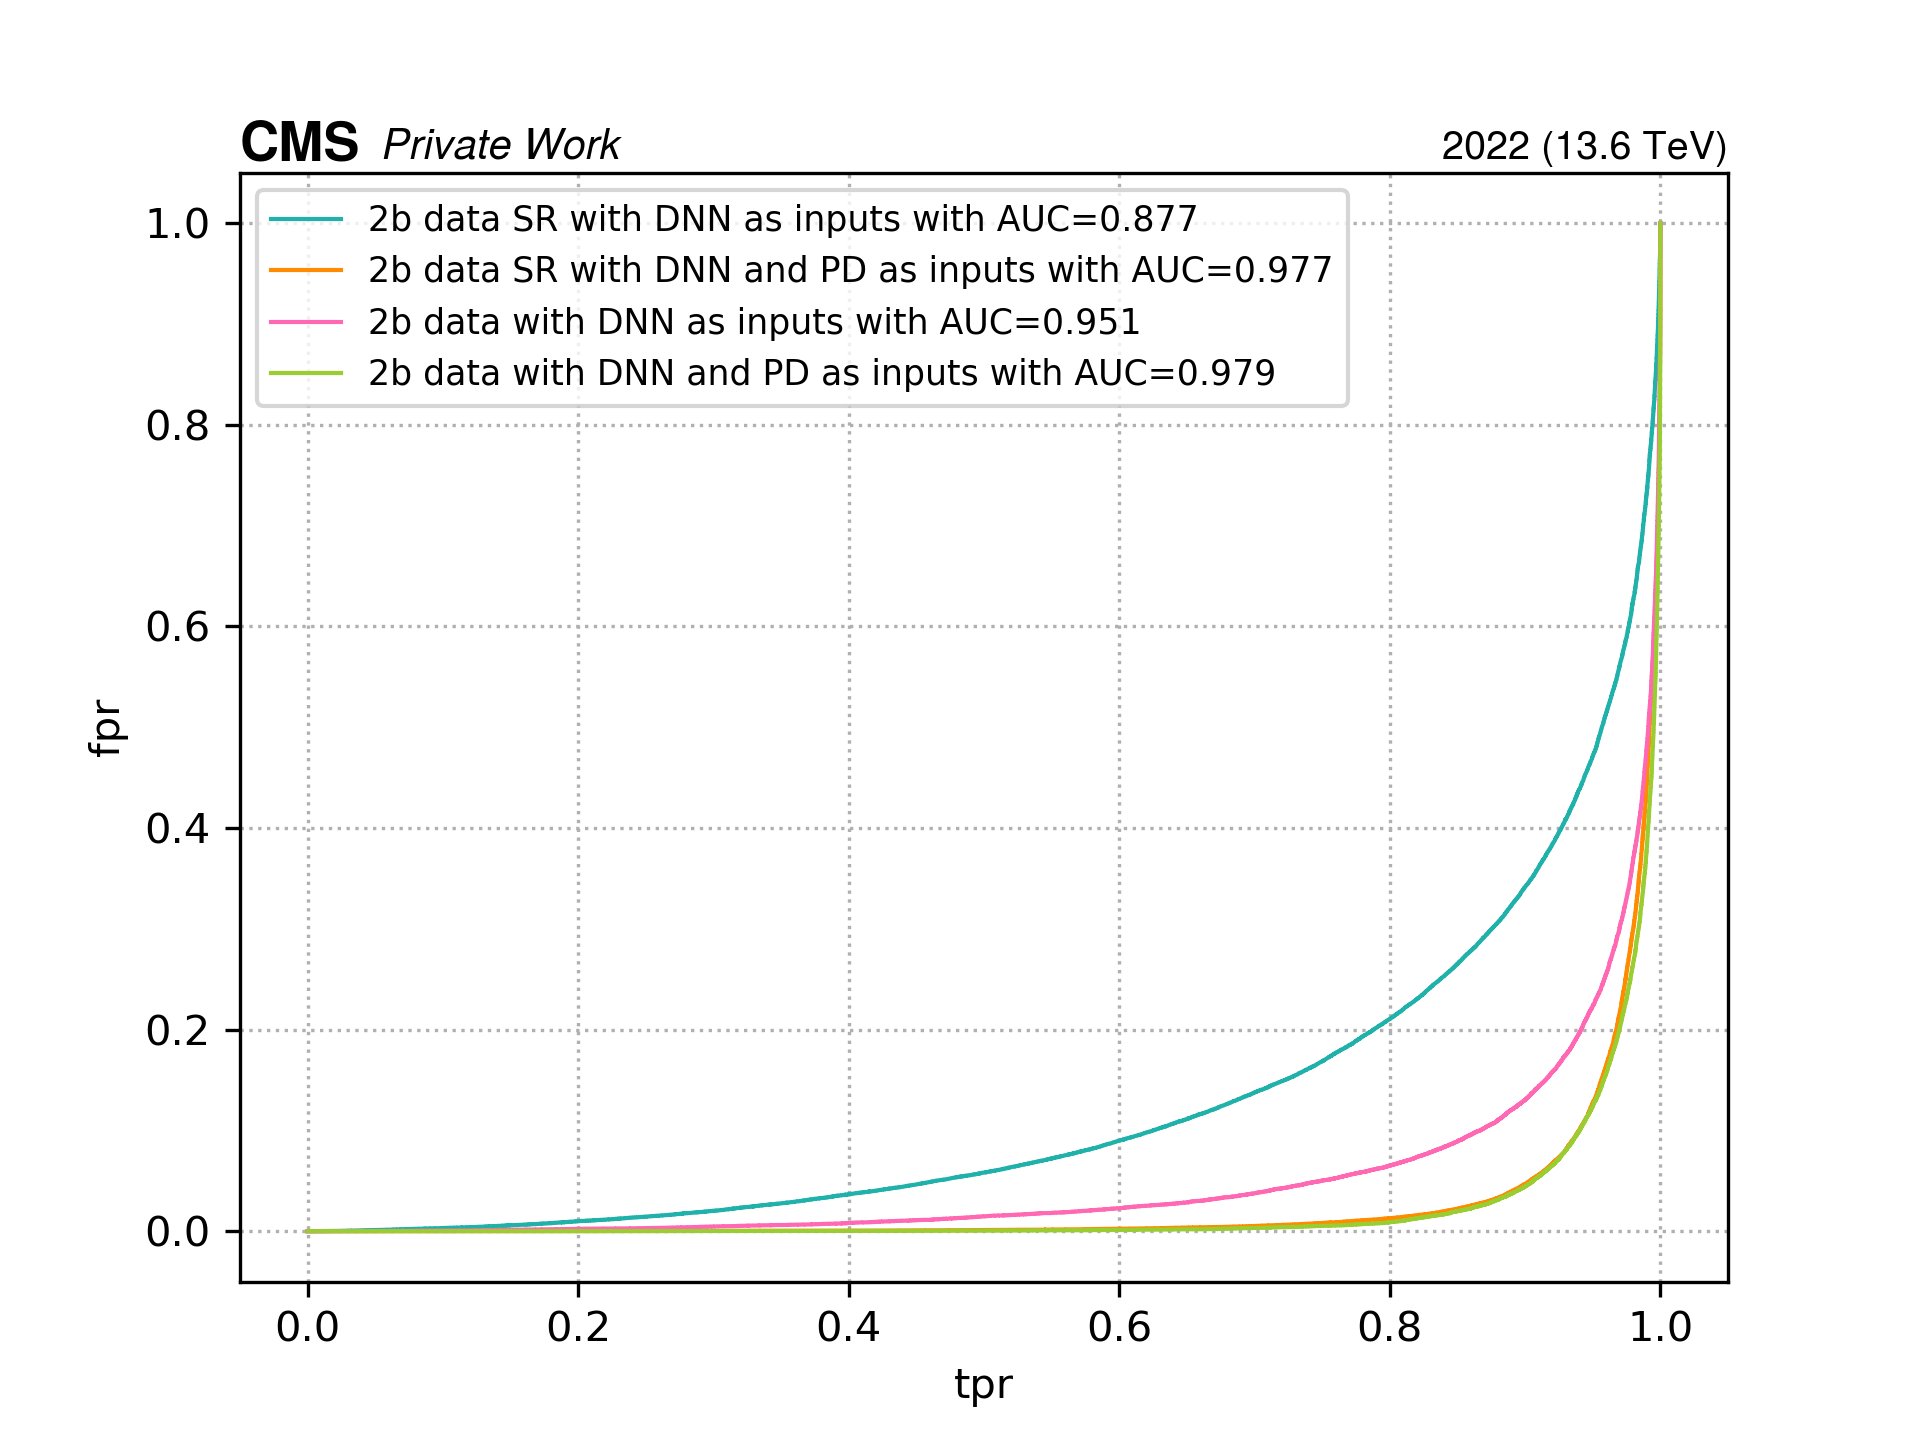 CMS Private Work 2022 (13.6 TeV)
2b data SR with DNN as inputs with AUC=0.877
2b data SR with DNN and PD as inputs with AUC=0.977
2b data with DNN as inputs with AUC=0.951
2b data with DNN and PD as inputs with AUC=0.979
1.0
0.8
0.6
0.4
0.2
0.0
fpr
0.0 0.2 0.4 0.6 0.8 1.0
tpr